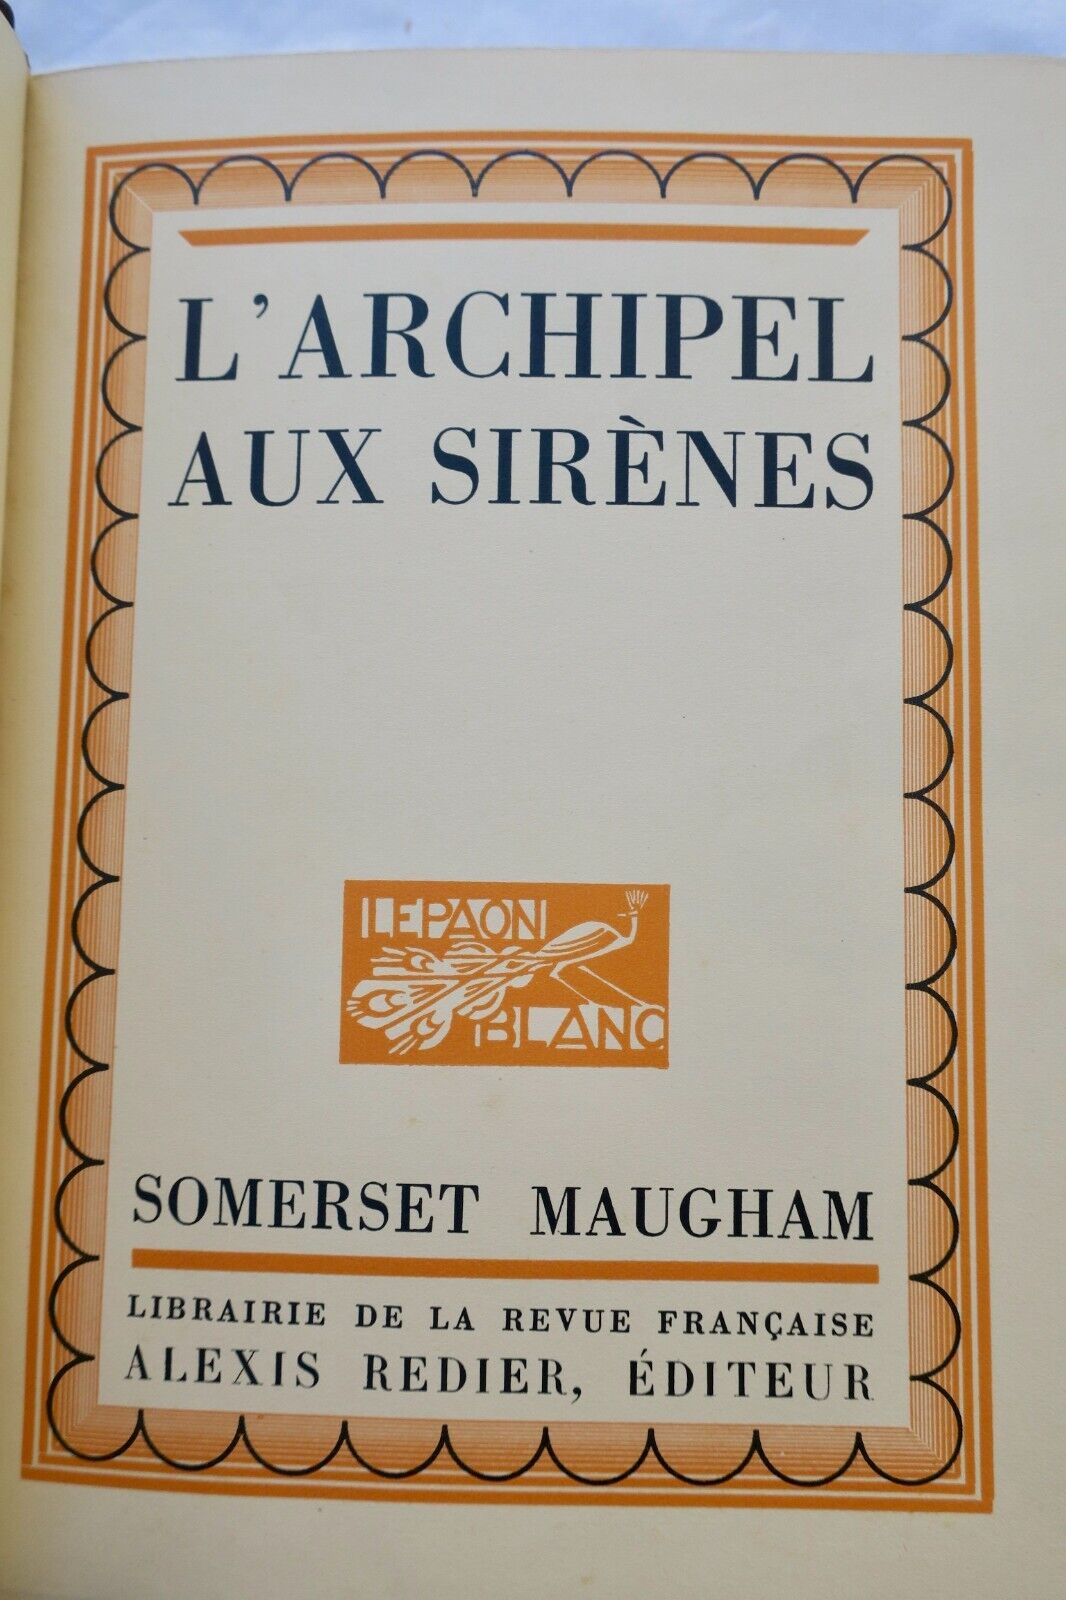 L'ARCHIPEL
AUX SIRÈNES
LE PAON
BLANC
SOMERSET MAUGHAM
LIBRAIRIE DE LA REVUE FRANÇAISE
ALEXIS REDIER, ÉDITEUR